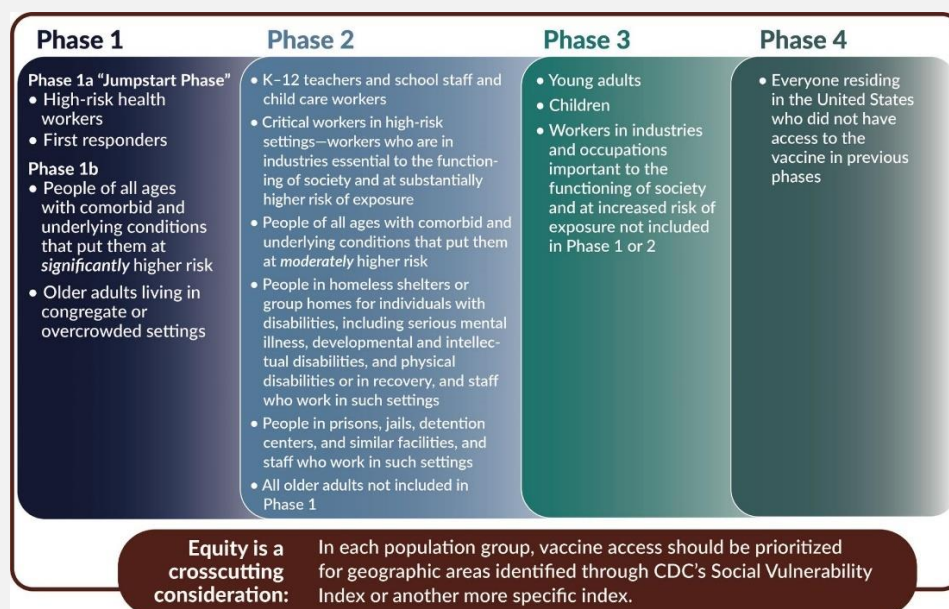 Phase 1
Phase 1a “Jumpstart Phase”
• High-risk health
workers
• First responders
Phase 1b
• People of all ages
with comorbid and
underlying conditions
that put them at
significantly higher risk
• Older adults living in
congregate or
overcrowded settings
Phase 2
• K–12 teachers and school staff and
child care workers
• Critical workers in high-risk
settings—workers who are in
industries essential to the function-
ing of society and at substantially
higher risk of exposure
• People of all ages with comorbid and
underlying conditions that put them
at moderately higher risk
• People in homeless shelters or
group homes for individuals with
disabilities, including serious mental
illness, developmental and intellec-
tual disabilities, and physical
disabilities or in recovery, and staff
who work in such settings
• People in prisons, jails, detention
centers, and similar facilities, and
staff who work in such settings
• All older adults not included in
Phase 1
Phase 3
• Young adults
• Children
• Workers in industries
and occupations
important to the
functioning of society
and at increased risk of
exposure not included
in Phase 1 or 2
Phase 4
• Everyone residing
in the United States
who did not have
access to the
vaccine in previous
phases
Equity is a
crosscutting
consideration:
In each population group, vaccine access should be prioritized
for geographic areas identified through CDC’s Social Vulnerability
Index or another more specific index.